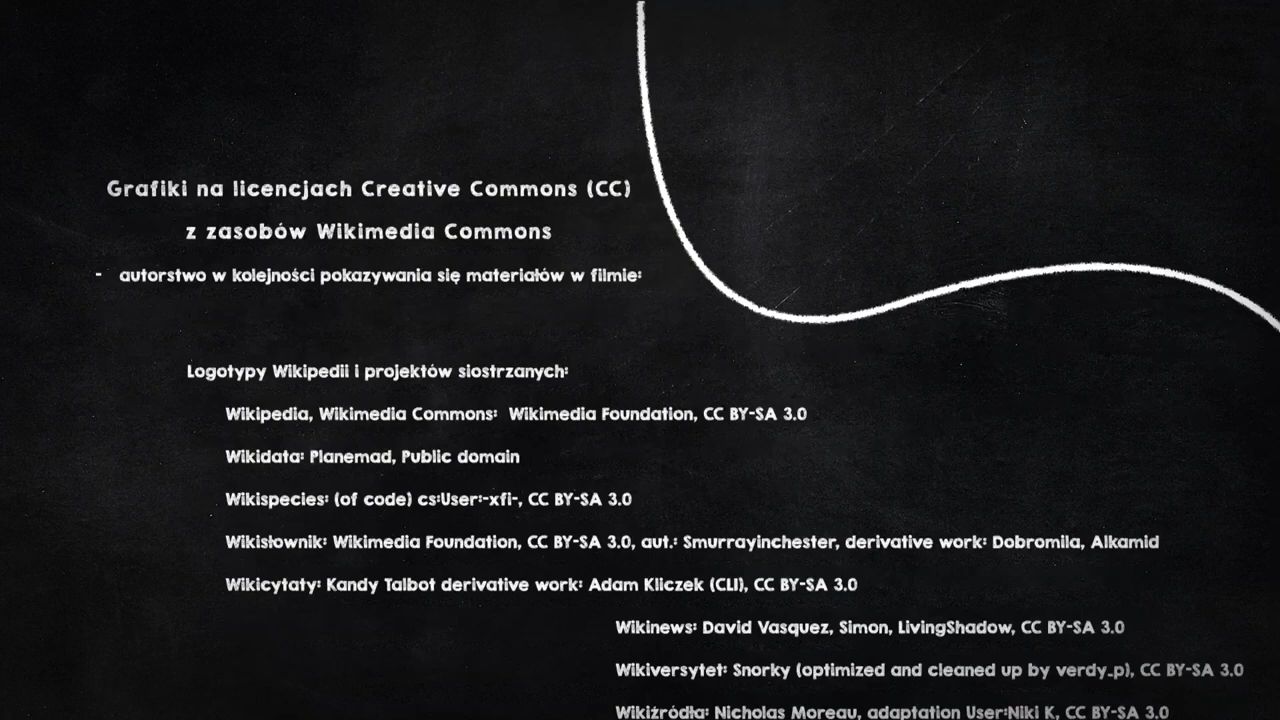 Grafiki na licencjach Creative Commons (CC)
z zasobów Wikimedia Commons
- autorstwo w kolejności pokazywania się materiałów w filmie:
Logotypy Wikipedii i projektów siostrzanych:
Wikipedia, Wikimedia Commons: Wikimedia Foundation, CC BY-SA 3.0
Wikidata: Planemad, Public domain
Wikispecies: (of code) cs:User:-xfi-, CC BY-SA 3.0
Wikisłownik: Wikimedia Foundation, CC BY-SA 3.0, aut.: Smurrayinchester, derivative work: Dobromila, Alkamid
Wikicytaty: Kandy Talbot derivative work: Adam Kliczek (CLI), CC BY-SA 3.0
Wikinews: David Vasquez, Simon, LivingShadow, CC BY-SA 3.0
Wikiversytet: Snorky (optimized and cleaned up by verdy_p), CC BY-SA 3.0
Wikiźródła: Nicholas Moreau, adaptation User:Niki K, CC BY-SA 3.0